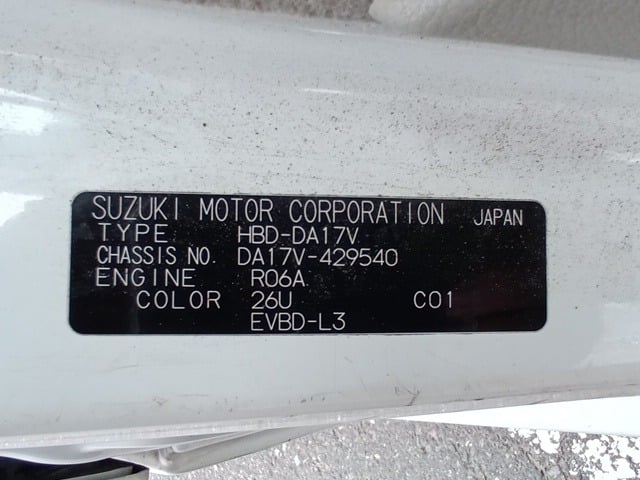 SUZUKI MOTOR CORPORATION JAPAN
TYPE HBD-DA17V
CHASSIS NO. DA17V-429540
ENGINE R06A
COLOR 26U C01
EVBD-L3